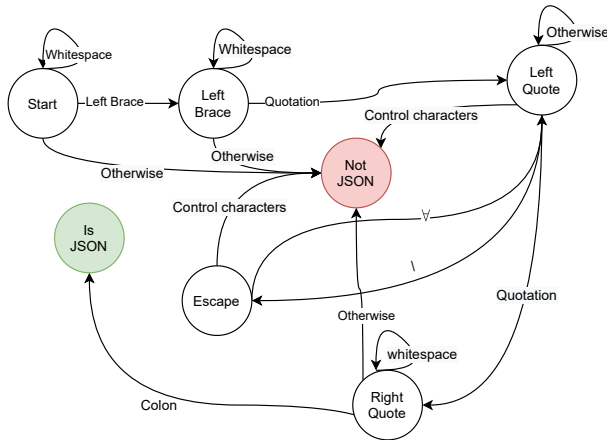 Whitespace
Whitespace
Otherwise
Start
Left Brace
Left
Brace
Quotation
Left
Quote
Control characters
Otherwise
Otherwise
Not
JSON
Control characters
∀
Is
JSON
\
Escape
Quotation
Otherwise
whitespace
Colon
Right
Quote